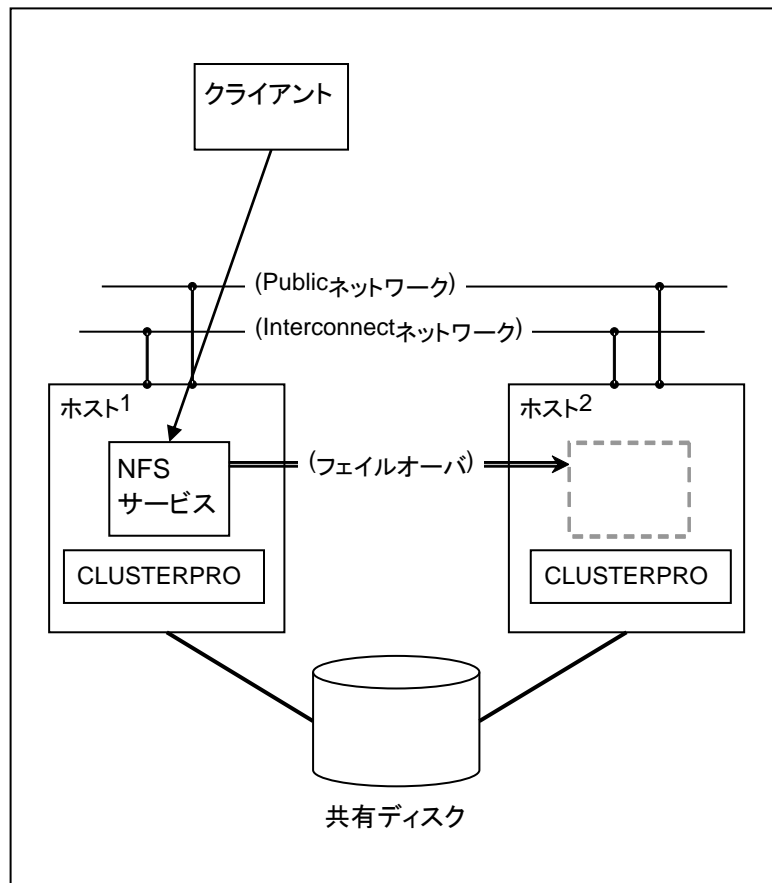 クライアント
(Publicネットワーク)
(Interconnectネットワーク)
ホスト1
ホスト2
NFS
サービス
(フェイルオーバ)
CLUSTERPRO
CLUSTERPRO
共有ディスク